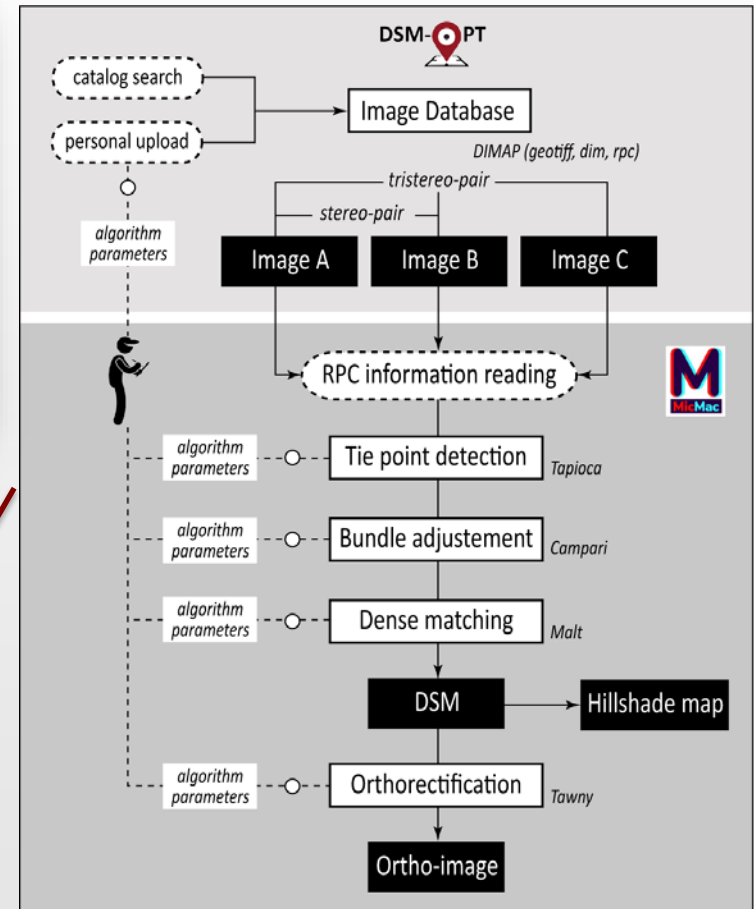 DSM-OPT
catalog search
personal upload
Image Database
DIMAP (geotiff, dim, rpc)
tristereo-pair
stereo-pair
algorithm
parameters
Image A
Image B
Image C
RPC information reading
MicMac
algorithm
parameters
Tie point detection
Tapioca
algorithm
parameters
Bundle adjustement
Campari
algorithm
parameters
Dense matching
Malt
DSM
Hillshade map
algorithm
parameters
Orthorectification
Tawny
Ortho-image